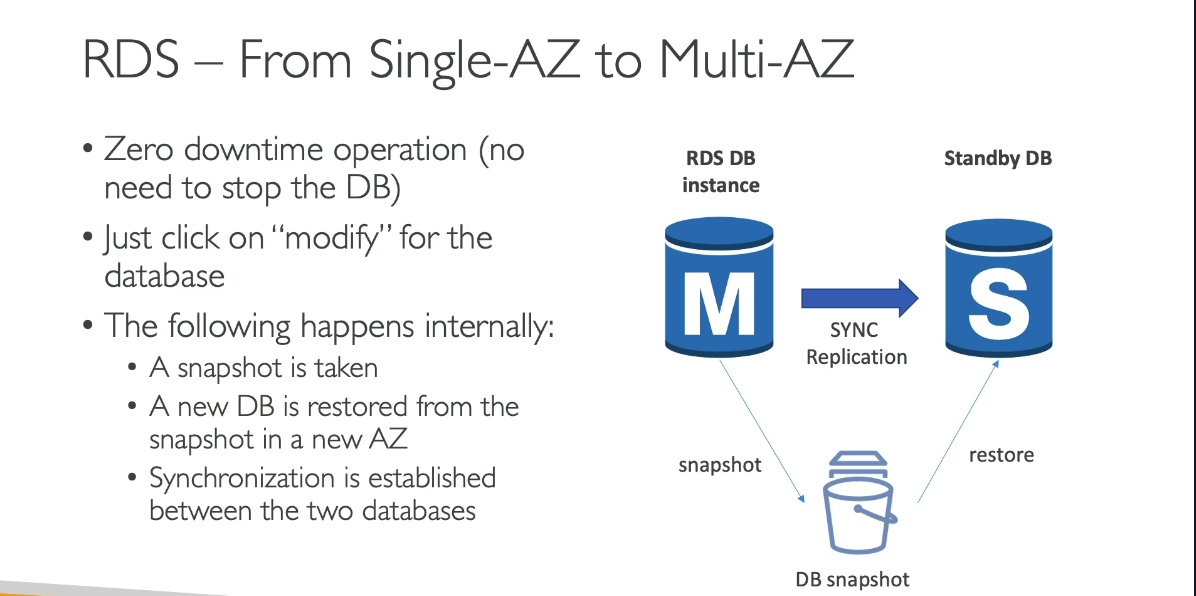 RDS – From Single-AZ to Multi-AZ
• Zero downtime operation (no
need to stop the DB)
• Just click on “modify” for the
database
• The following happens internally:
• A snapshot is taken
• A new DB is restored from the
snapshot in a new AZ
• Synchronization is established
between the two databases
RDS DB
instance
Standby DB
M
S
SYNC
Replication
snapshot
restore
DB snapshot